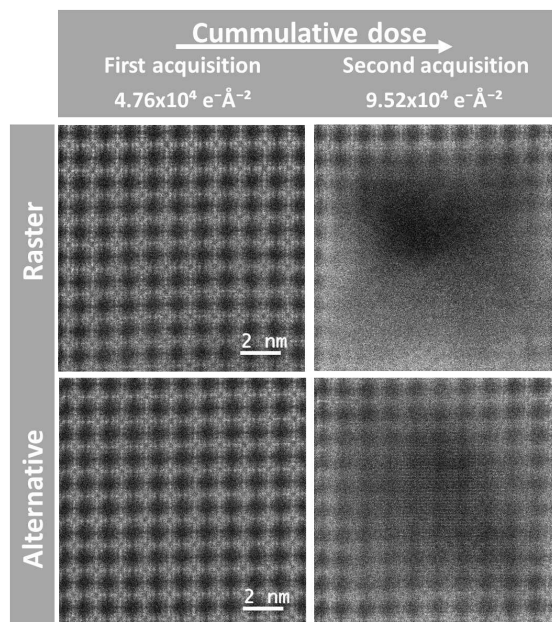 Cummulative dose
First acquisition
Second acquisition
4.76x10⁴ e⁻Å⁻²
9.52x10⁴ e⁻Å⁻²
Raster
2 nm
Alternative
2 nm